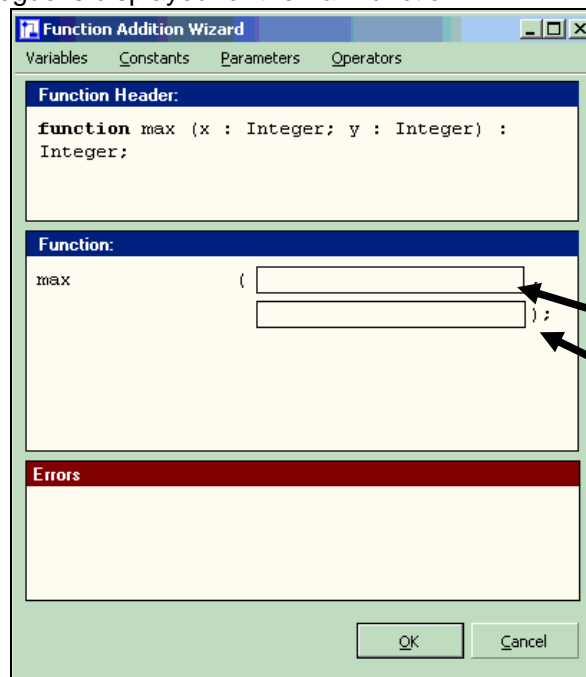 Function Addition Wizard
Variables Constants Parameters Operators
Function Header:
function max (x : Integer; y : Integer) :
Integer;
Function:
max ( ,
);
Errors
OK Cancel